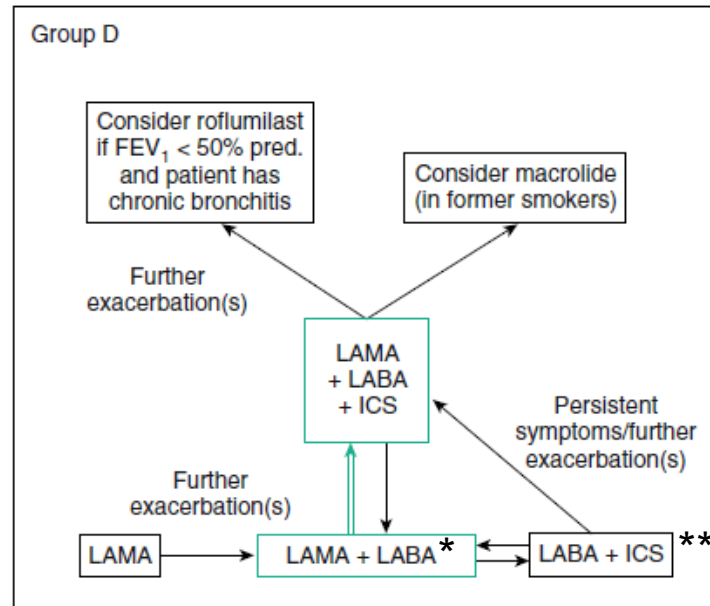 Group D
Consider roflumilast
if FEV₁ < 50% pred.
and patient has
chronic bronchitis
Consider macrolide
(in former smokers)
Further
exacerbation(s)
LAMA
+ LABA
+ ICS
Persistent
symptoms/further
exacerbation(s)
Further
exacerbation(s)
LAMA
LAMA + LABA*
LABA + ICS**